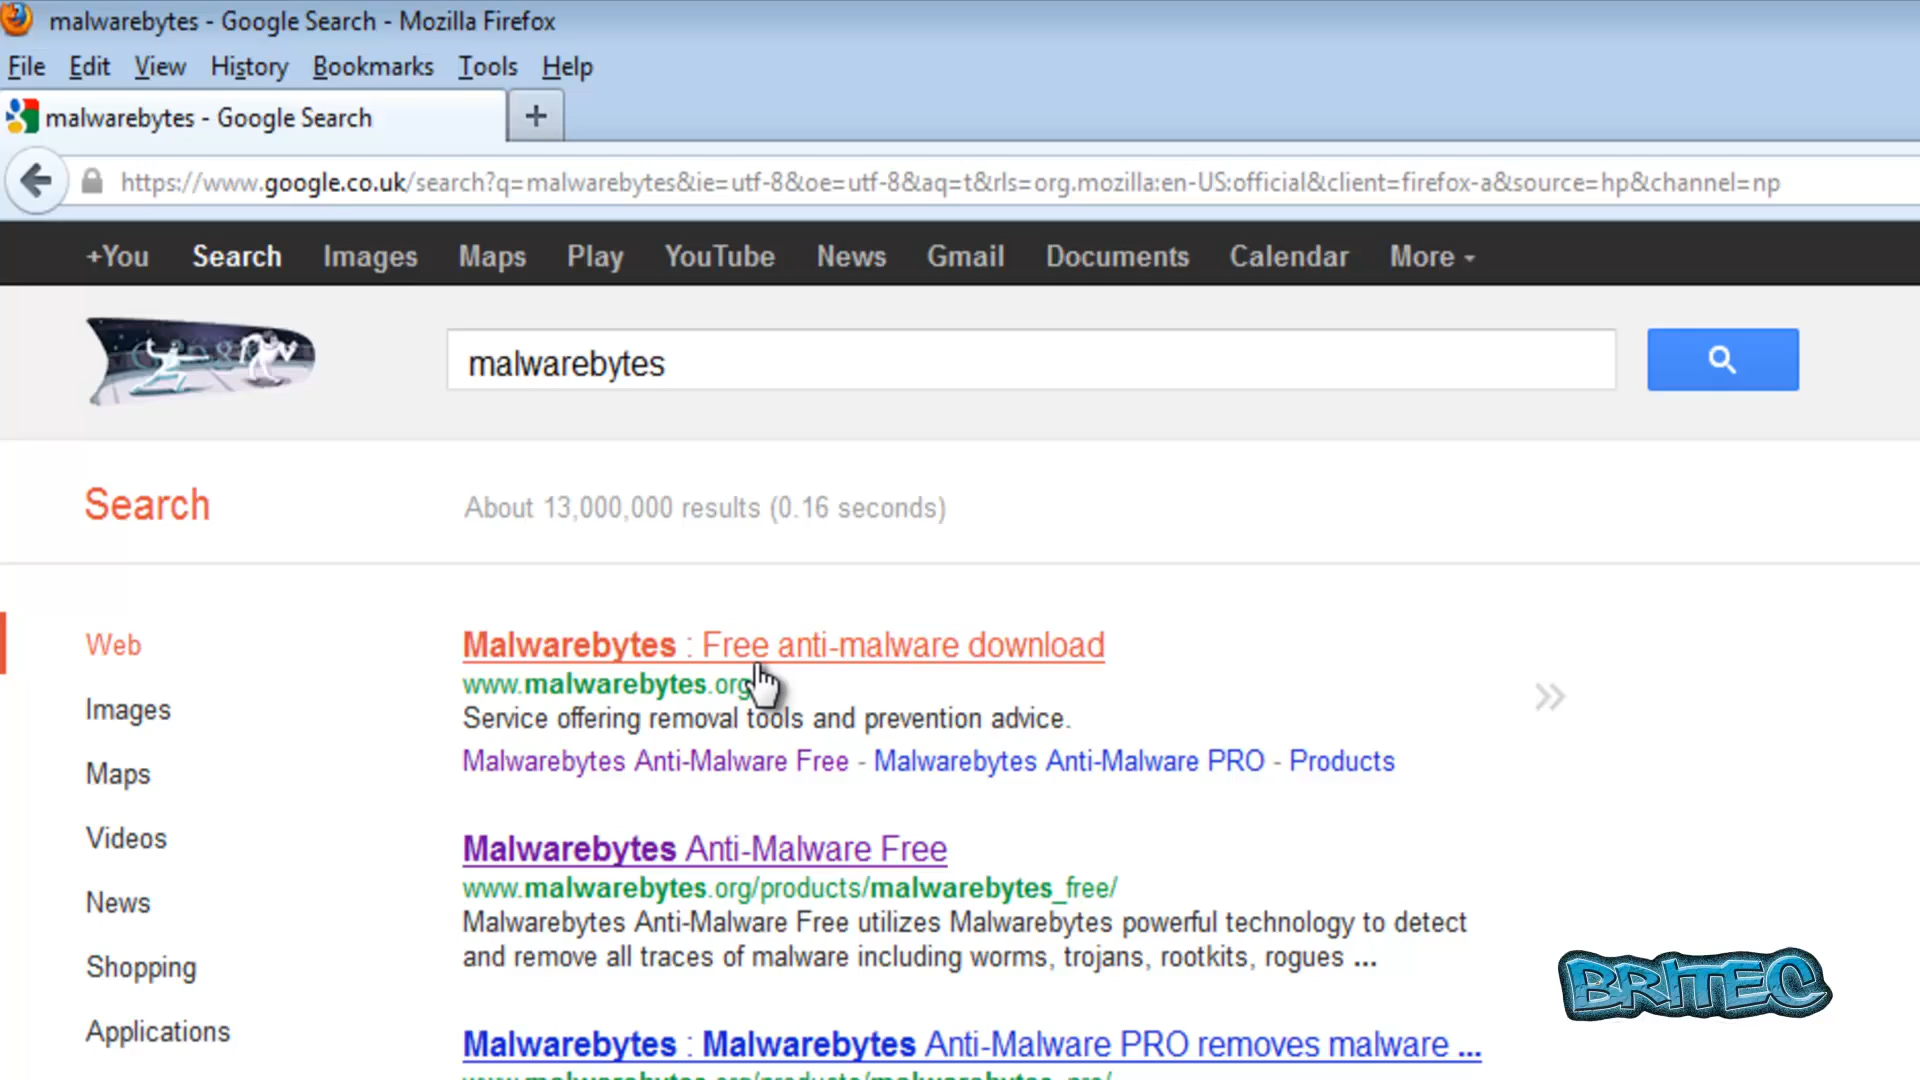 malwarebytes - Google Search - Mozilla Firefox
File Edit View History Bookmarks Tools Help
malwarebytes - Google Search +
https://www.google.co.uk/search?q=malwarebytes&ie=utf-8&oe=utf-8&aq=t&rls=org.mozilla:en-US:official&client=firefox-a&source=hp&channel=np
+You Search Images Maps Play YouTube News Gmail Documents Calendar More
malwarebytes
Search About 13,000,000 results (0.16 seconds)
Web
Images
Maps
Videos
News
Shopping
Applications
Malwarebytes : Free anti-malware download
www.malwarebytes.org
Service offering removal tools and prevention advice.
Malwarebytes Anti-Malware Free - Malwarebytes Anti-Malware PRO - Products
Malwarebytes Anti-Malware Free
www.malwarebytes.org/products/malwarebytes_free/
Malwarebytes Anti-Malware Free utilizes Malwarebytes powerful technology to detect
and remove all traces of malware including worms, trojans, rootkits, rogues ...
Malwarebytes : Malwarebytes Anti-Malware PRO removes malware ...
www.malwarebytes.org/products/malwarebytes_pro/
BRITEC